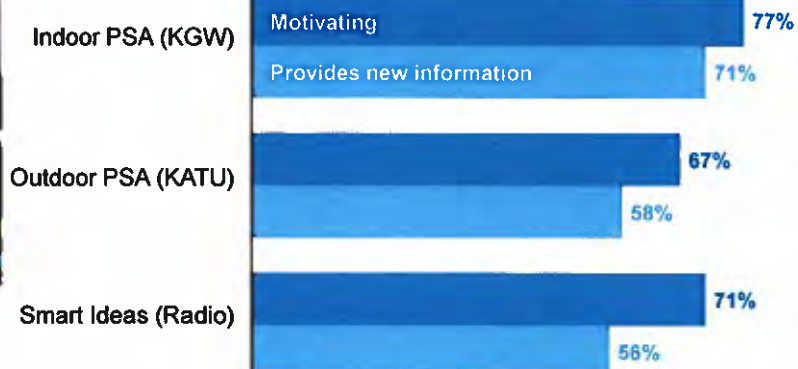 Indoor PSA (KGW)
Motivating
77%
Provides new information
71%
Outdoor PSA (KATU)
67%
58%
Smart Ideas (Radio)
71%
56%